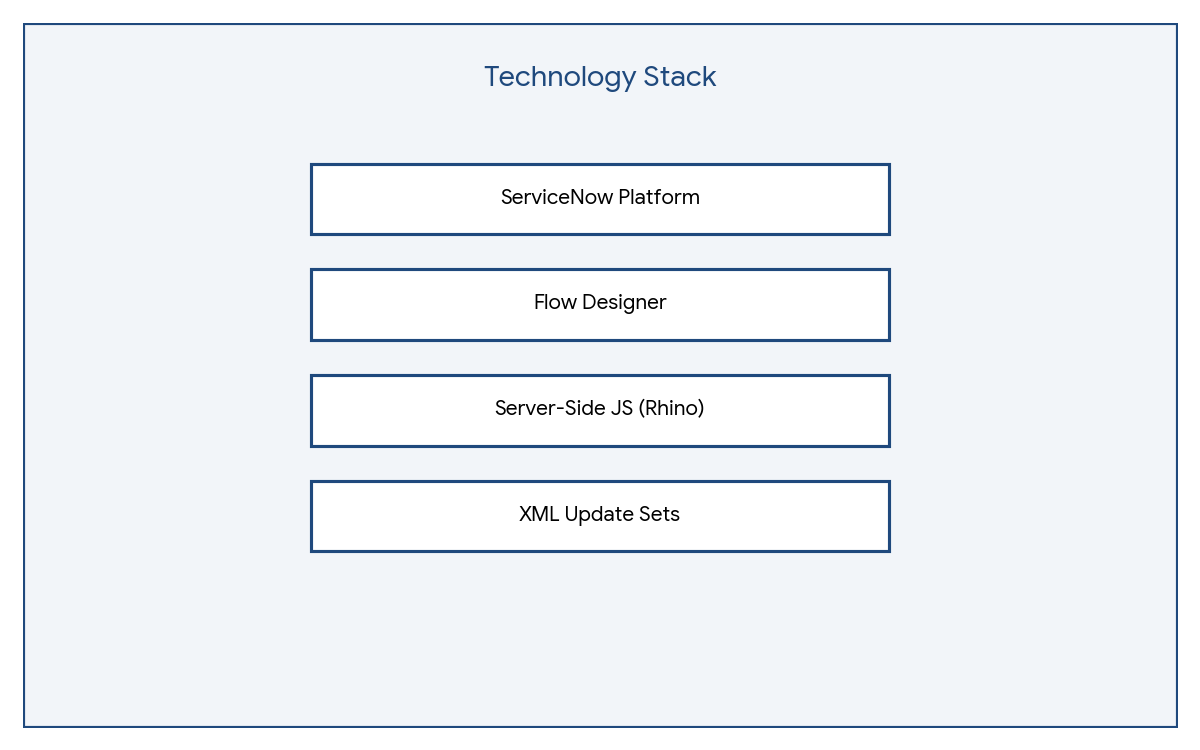 Technology Stack
ServiceNow Platform
Flow Designer
Server-Side JS (Rhino)
XML Update Sets